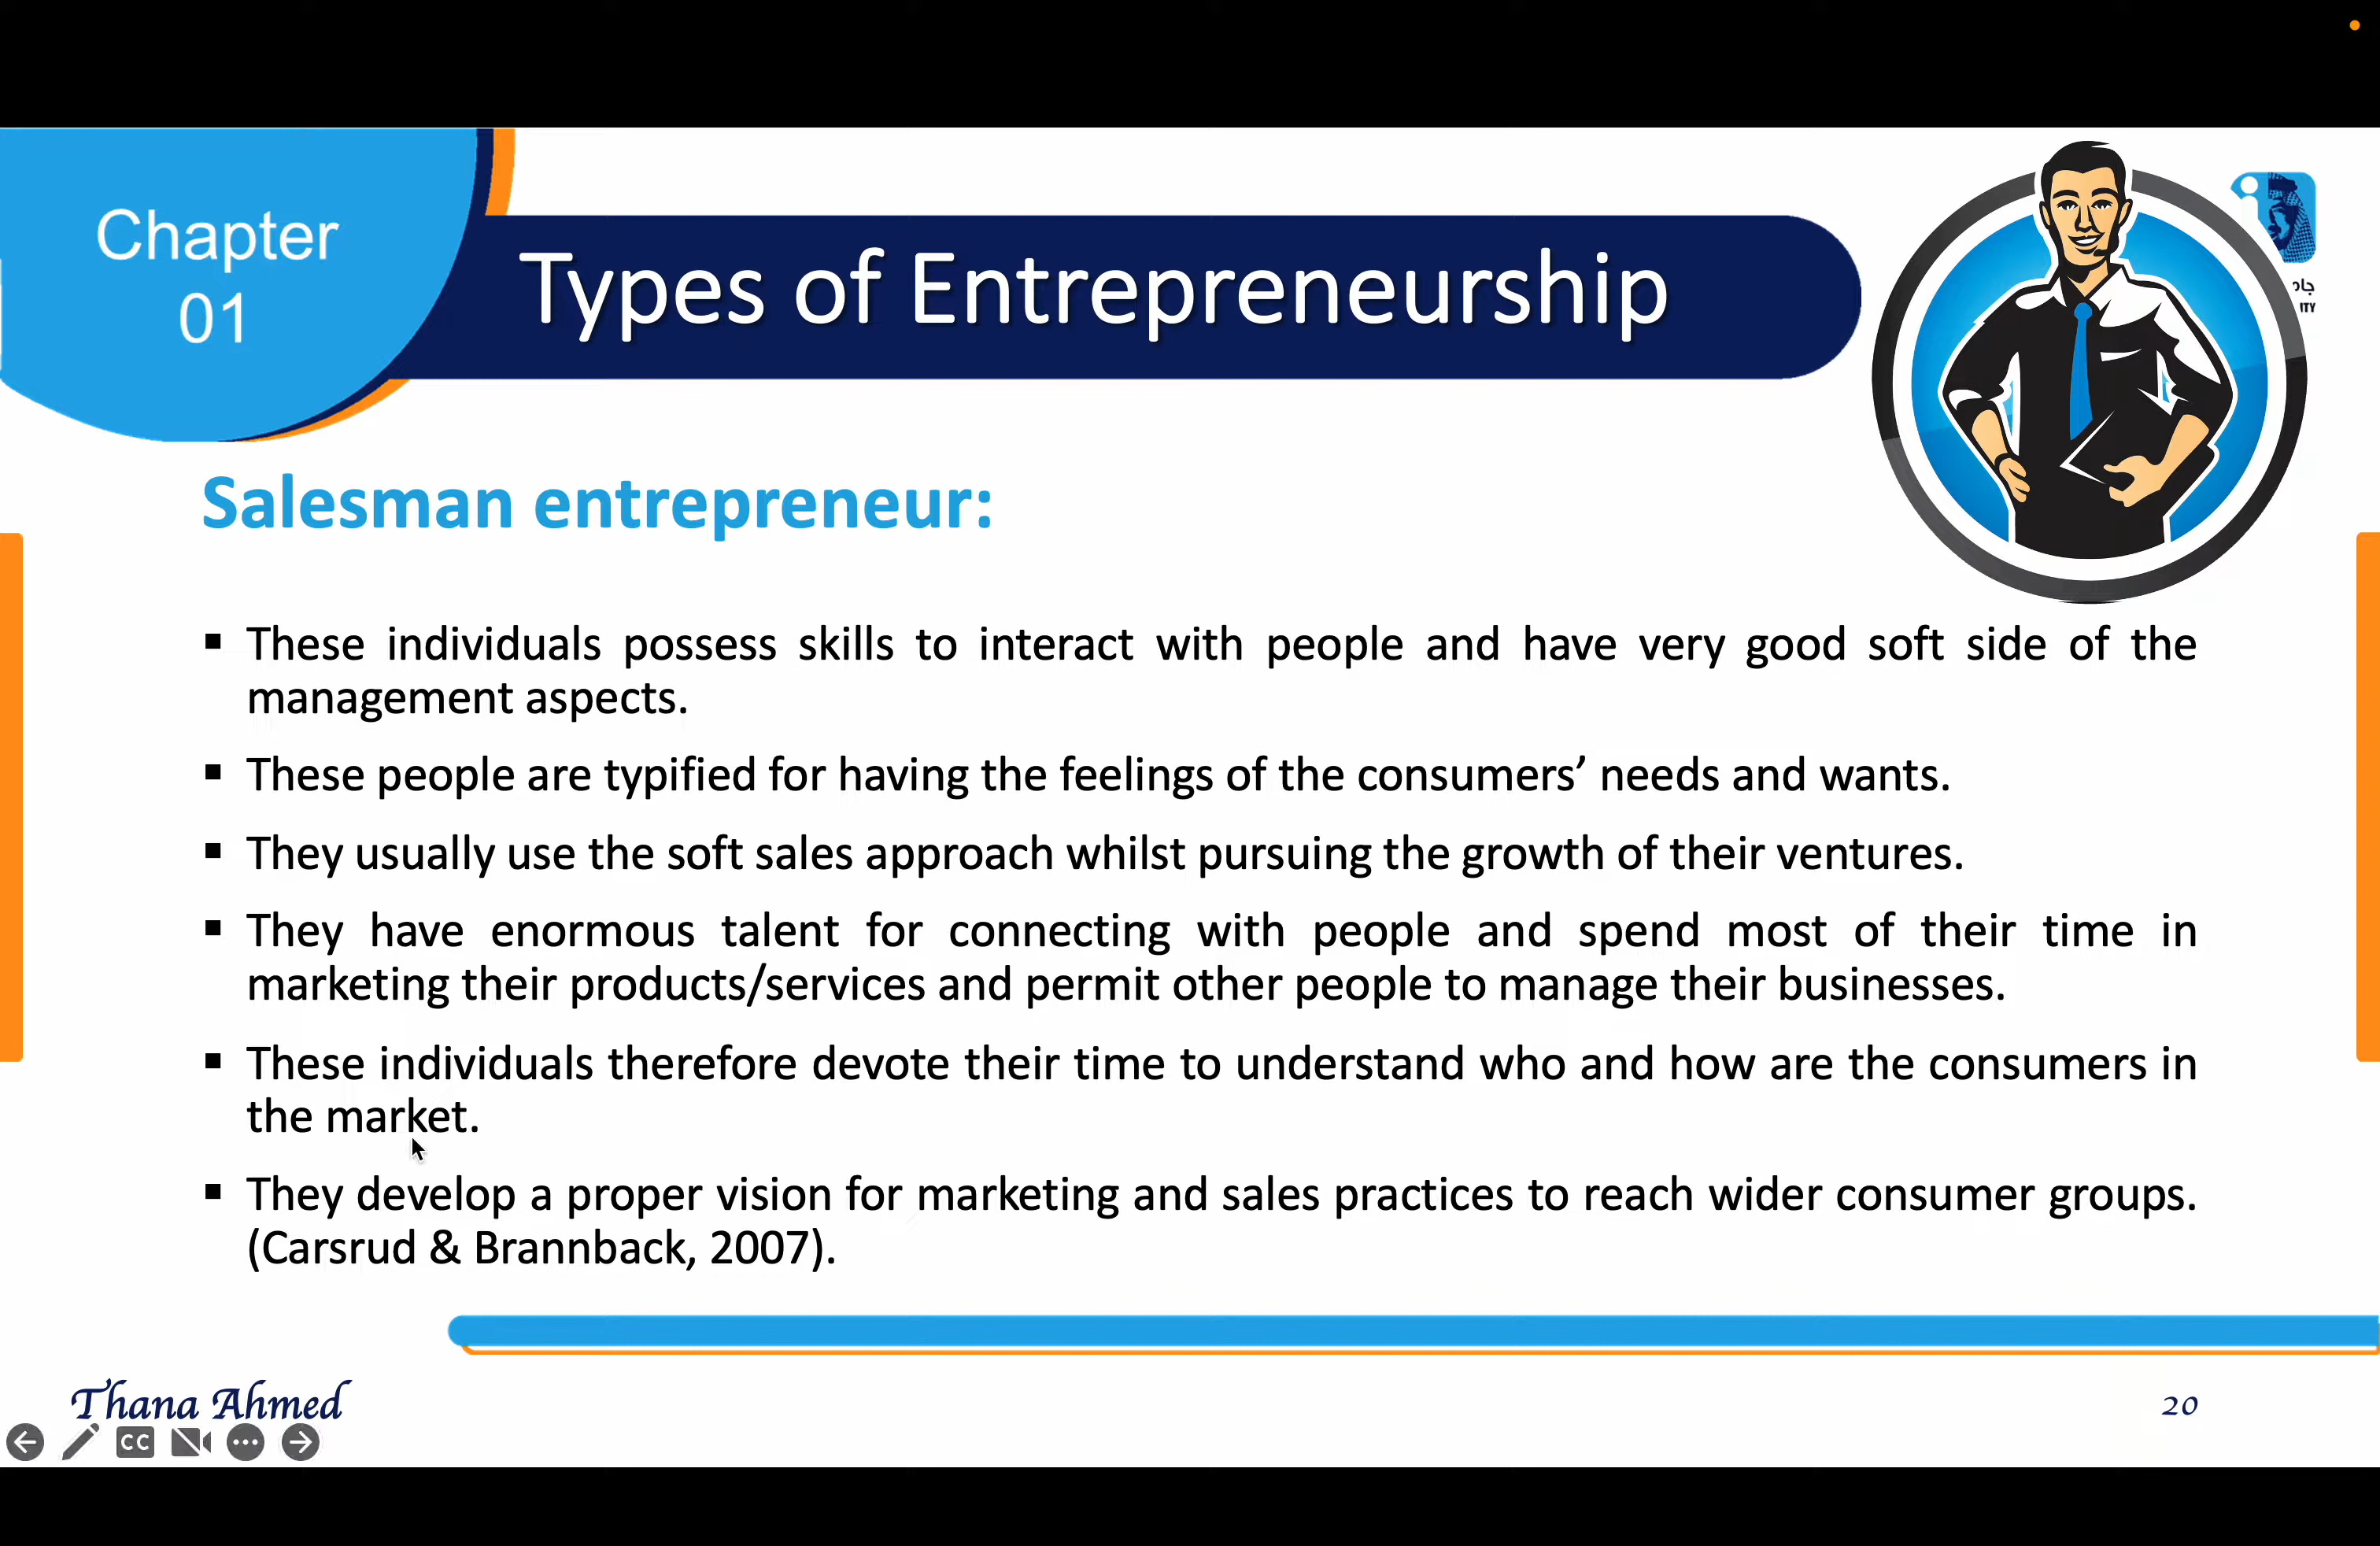 Chapter
01
Types of Entrepreneurship
ITY
Salesman entrepreneur:
▪ These individuals possess skills to interact with people and have very good soft side of the
management aspects.
▪ These people are typified for having the feelings of the consumers’ needs and wants.
▪ They usually use the soft sales approach whilst pursuing the growth of their ventures.
▪ They have enormous talent for connecting with people and spend most of their time in
marketing their products/services and permit other people to manage their businesses.
▪ These individuals therefore devote their time to understand who and how are the consumers in
the market.
▪ They develop a proper vision for marketing and sales practices to reach wider consumer groups.
(Carsrud & Brannback, 2007).
Thana Ahmed
20
CC